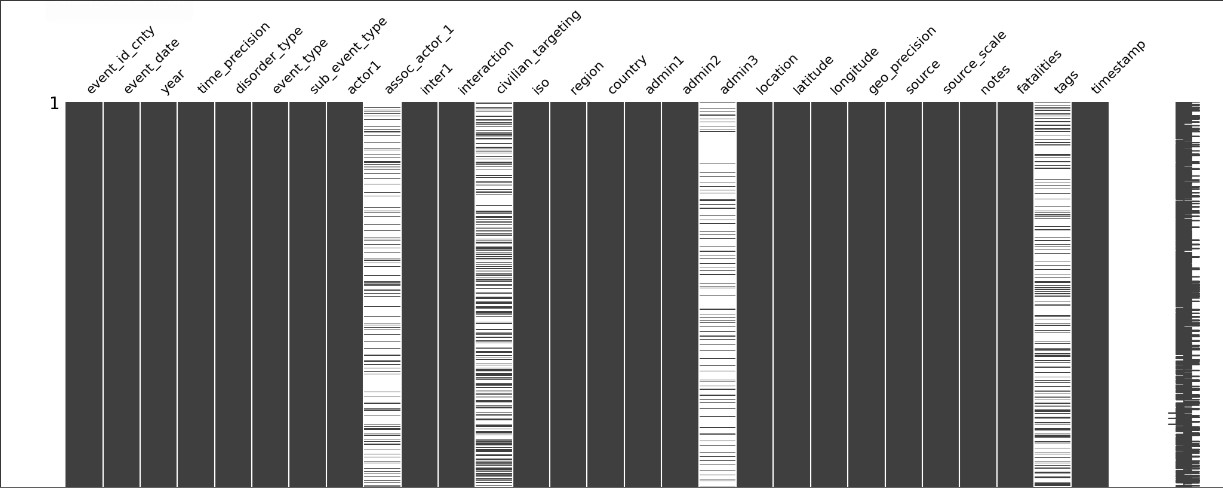 event_id_cnty
event_date
year
time_precision
disorder_type
event_type
sub_event_type
actor1
assoc_actor_1
inter1
interaction
civilian_targeting
iso
region
country
admin1
admin2
admin3
location
latitude
longitude
geo_precision
source
source_scale
notes
fatalities
tags
timestamp
1